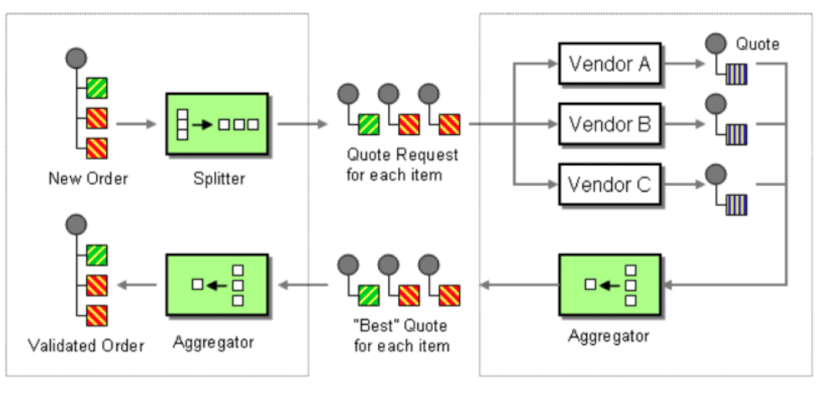 New Order
Splitter
Quote Request
for each item
Vendor A
Vendor B
Vendor C
Quote
Validated Order
Aggregator
"Best" Quote
for each item
Aggregator